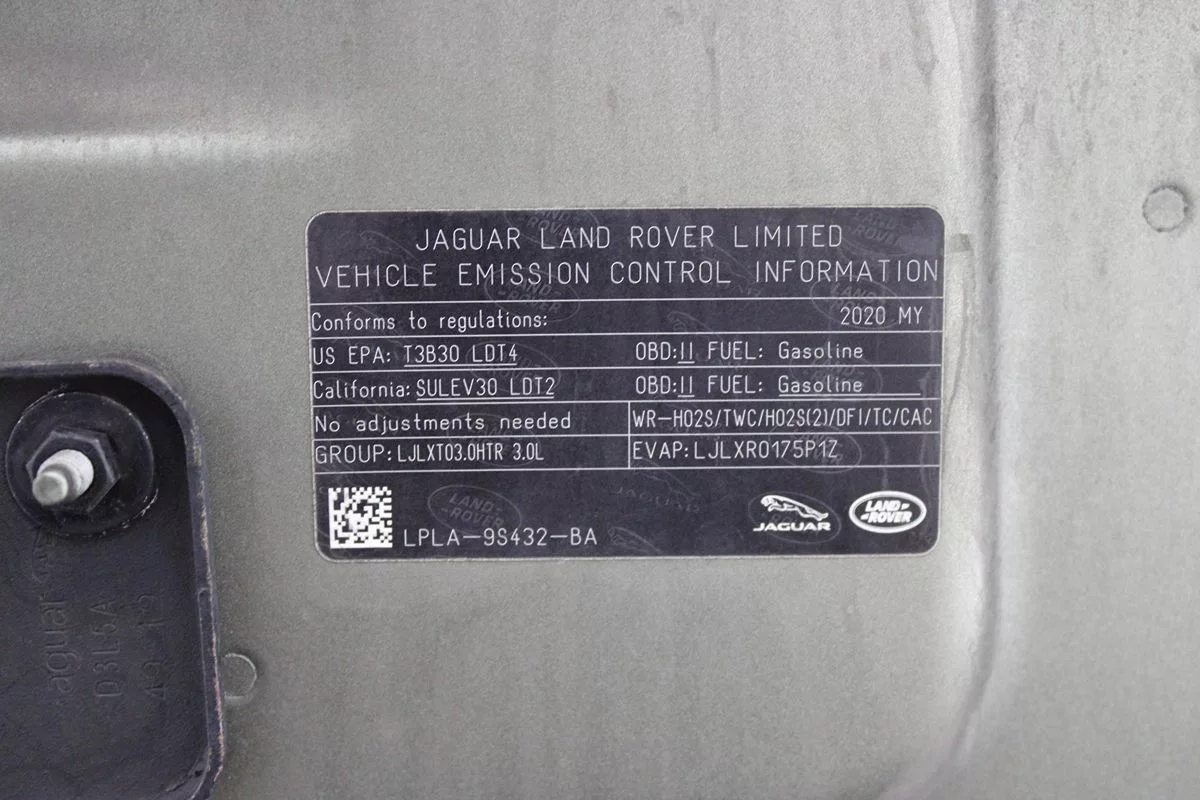 JAGUAR LAND ROVER LIMITED
VEHICLE EMISSION CONTROL INFORMATION
Conforms to regulations: 2020 MY
US EPA: T3B30 LDT4 OBD:II FUEL: Gasoline
California: SULEV30 LDT2 OBD:II FUEL: Gasoline
No adjustments needed WR-HO2S/TWC/HO2S(2)/DFI/TC/CAC
GROUP: LJLXT03.0HTR 3.0L EVAP: LJLXR0175P1Z
LPLA-9S432-BA
JAGUAR
LAND-
-ROVER
aguar